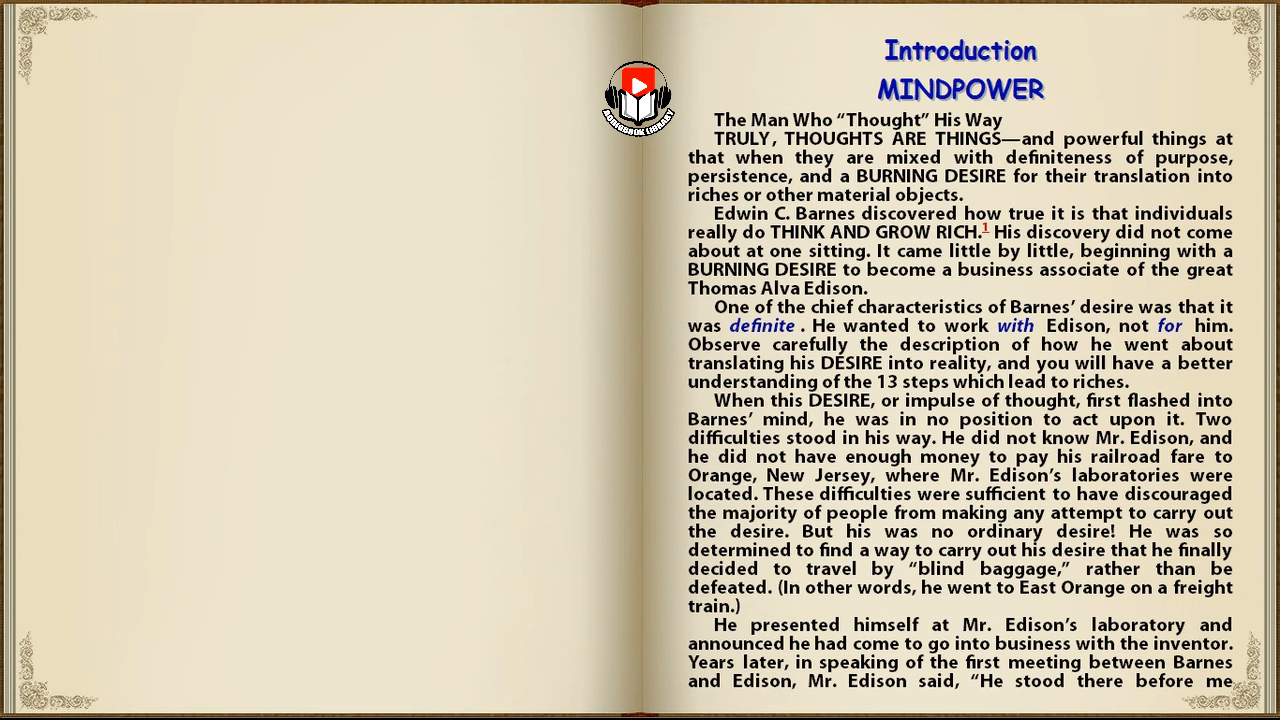 Introduction
MINDPOWER
AUDIOBOOK LIBRARY
The Man Who “Thought” His Way
TRULY, THOUGHTS ARE THINGS—and powerful things at
that when they are mixed with definiteness of purpose,
persistence, and a BURNING DESIRE for their translation into
riches or other material objects.
Edwin C. Barnes discovered how true it is that individuals
really do THINK AND GROW RICH.1 His discovery did not come
about at one sitting. It came little by little, beginning with a
BURNING DESIRE to become a business associate of the great
Thomas Alva Edison.
One of the chief characteristics of Barnes’ desire was that it
was definite . He wanted to work with Edison, not for him.
Observe carefully the description of how he went about
translating his DESIRE into reality, and you will have a better
understanding of the 13 steps which lead to riches.
When this DESIRE, or impulse of thought, first flashed into
Barnes’ mind, he was in no position to act upon it. Two
difficulties stood in his way. He did not know Mr. Edison, and
he did not have enough money to pay his railroad fare to
Orange, New Jersey, where Mr. Edison’s laboratories were
located. These difficulties were sufficient to have discouraged
the majority of people from making any attempt to carry out
the desire. But his was no ordinary desire! He was so
determined to find a way to carry out his desire that he finally
decided to travel by “blind baggage,” rather than be
defeated. (In other words, he went to East Orange on a freight
train.)
He presented himself at Mr. Edison’s laboratory and
announced he had come to go into business with the inventor.
Years later, in speaking of the first meeting between Barnes
and Edison, Mr. Edison said, “He stood there before me